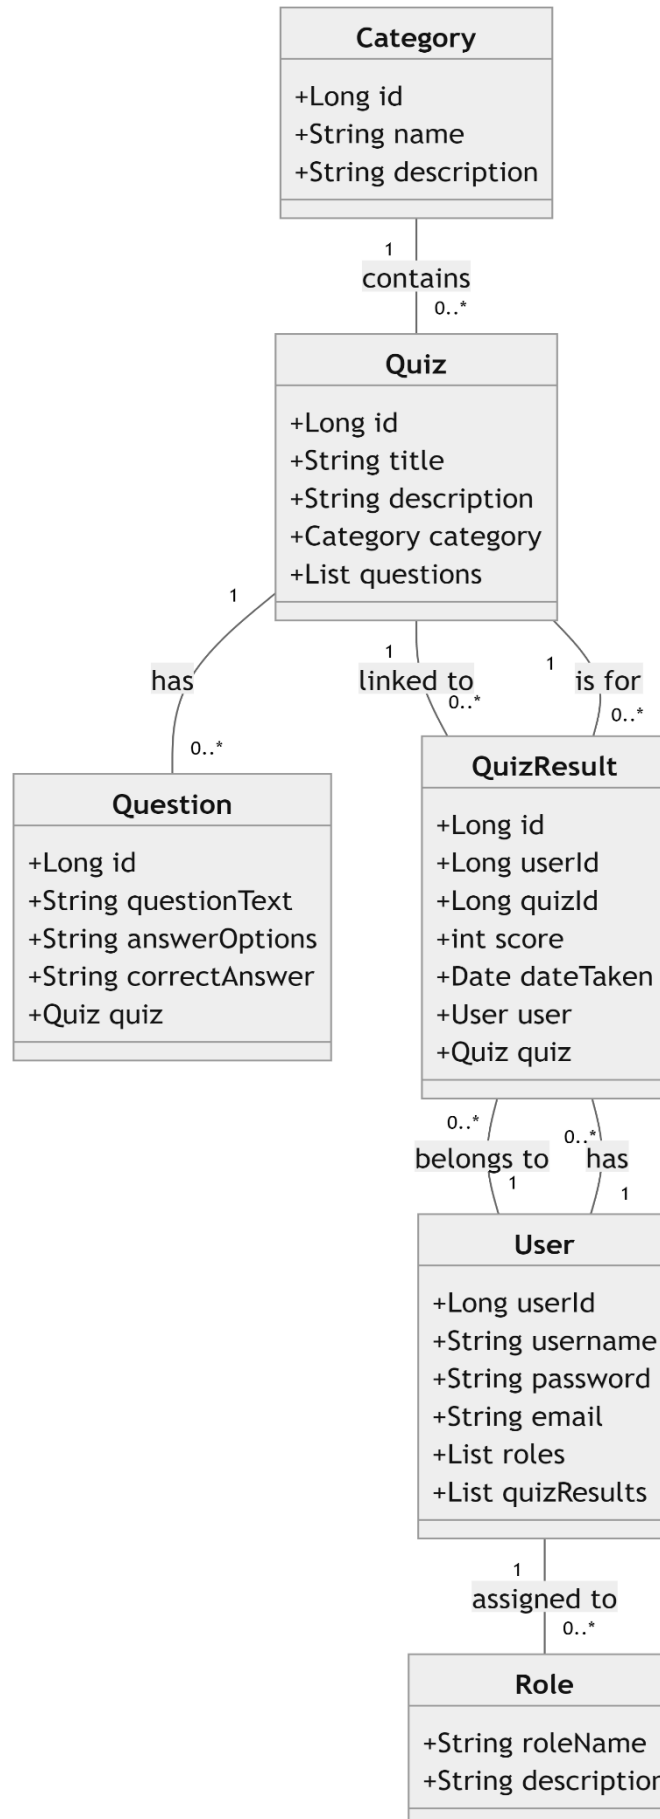 Category
+Long id
+String name
+String description
1
contains
0..*
Quiz
+Long id
+String title
+String description
+Category category
+List questions
1
has
0..*
1
linked to
0..*
1
is for
0..*
Question
+Long id
+String questionText
+String answerOptions
+String correctAnswer
+Quiz quiz
QuizResult
+Long id
+Long userId
+Long quizId
+int score
+Date dateTaken
+User user
+Quiz quiz
0..*
belongs to
1
0..*
has
1
User
+Long userId
+String username
+String password
+String email
+List roles
+List quizResults
1
assigned to
0..*
Role
+String roleName
+String description